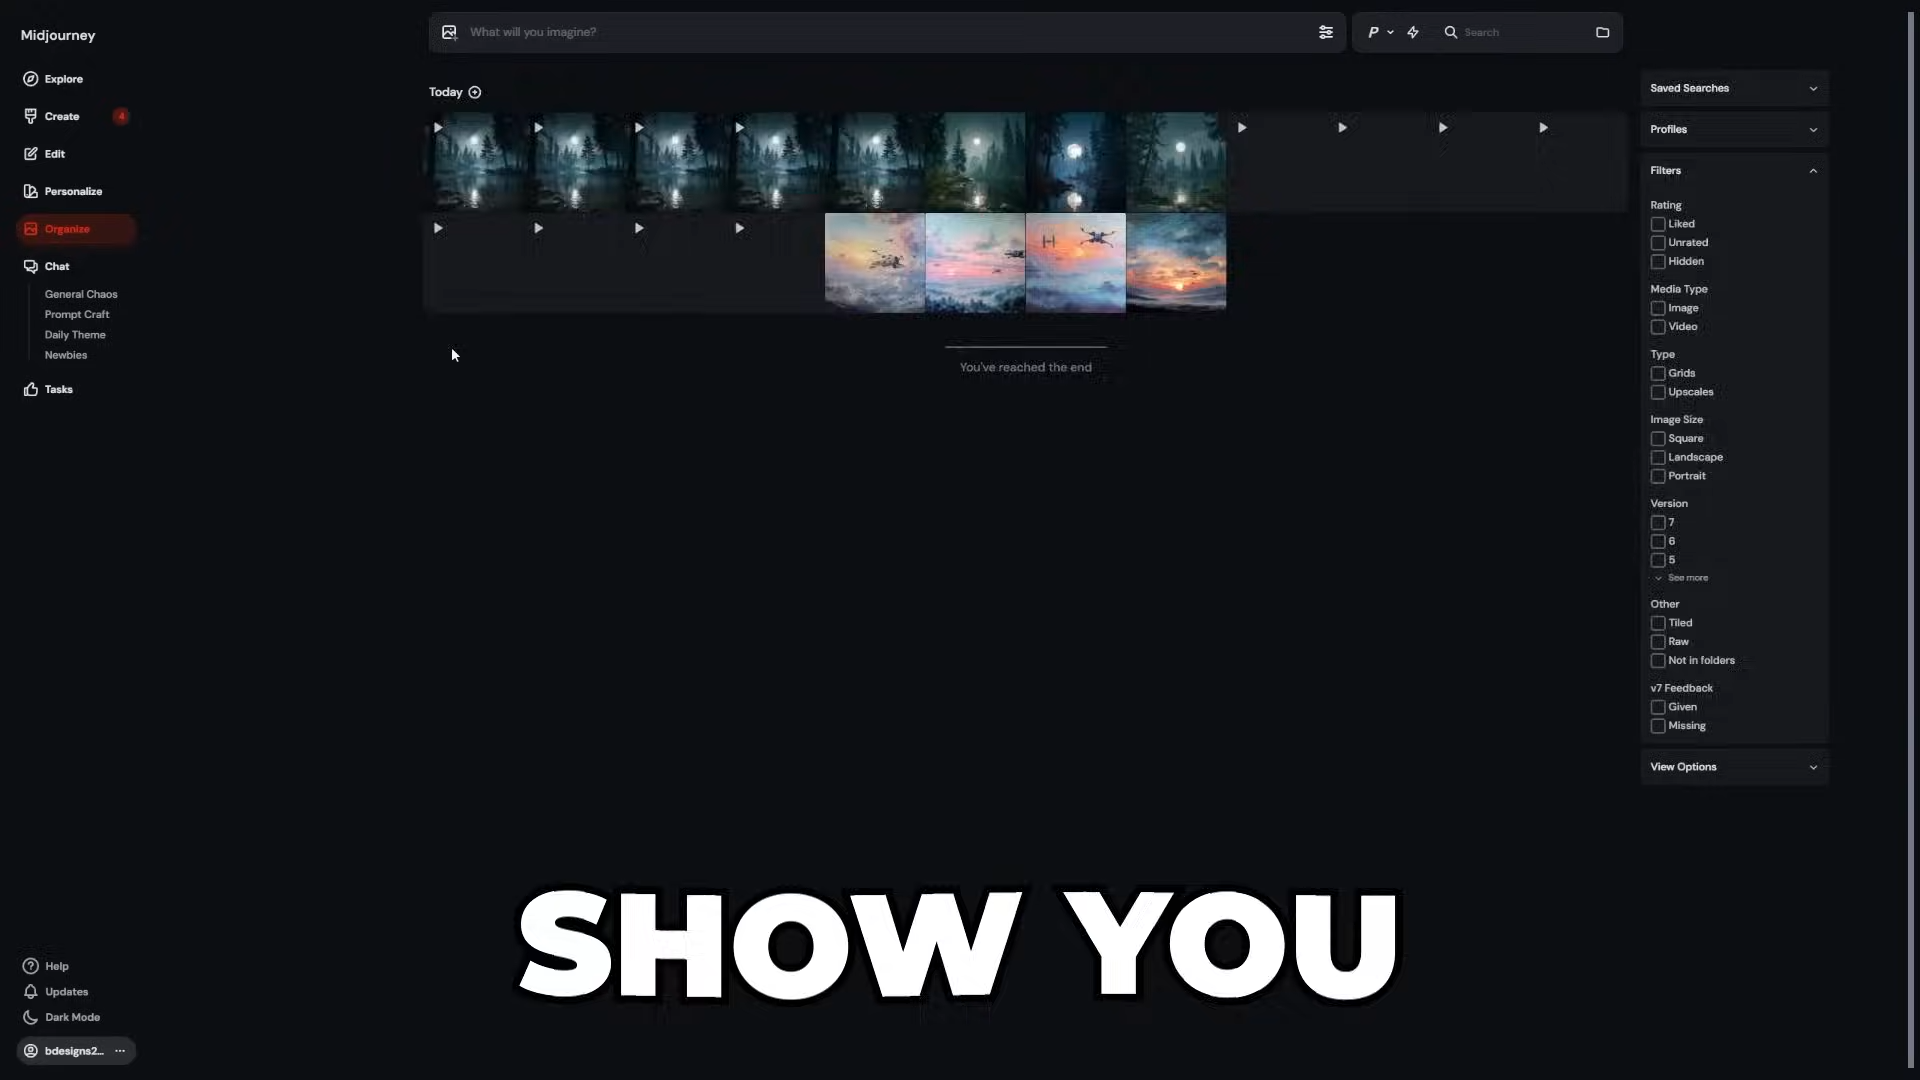 Midjourney
Explore
Create 4
Edit
Personalize
Organize
Chat
General Chaos
Prompt Craft
Daily Theme
Newbies
Tasks
Help
Updates
Dark Mode
bdesigns2... ...
What will you imagine?
P
Search
Today
You've reached the end
Saved Searches
Profiles
Filters
Rating
Liked
Unrated
Hidden
Media Type
Image
Video
Type
Grids
Upscales
Image Size
Square
Landscape
Portrait
Version
7
6
5
See more
Other
Tiled
Raw
Not in folders
v7 Feedback
Given
Missing
View Options
SHOW YOU